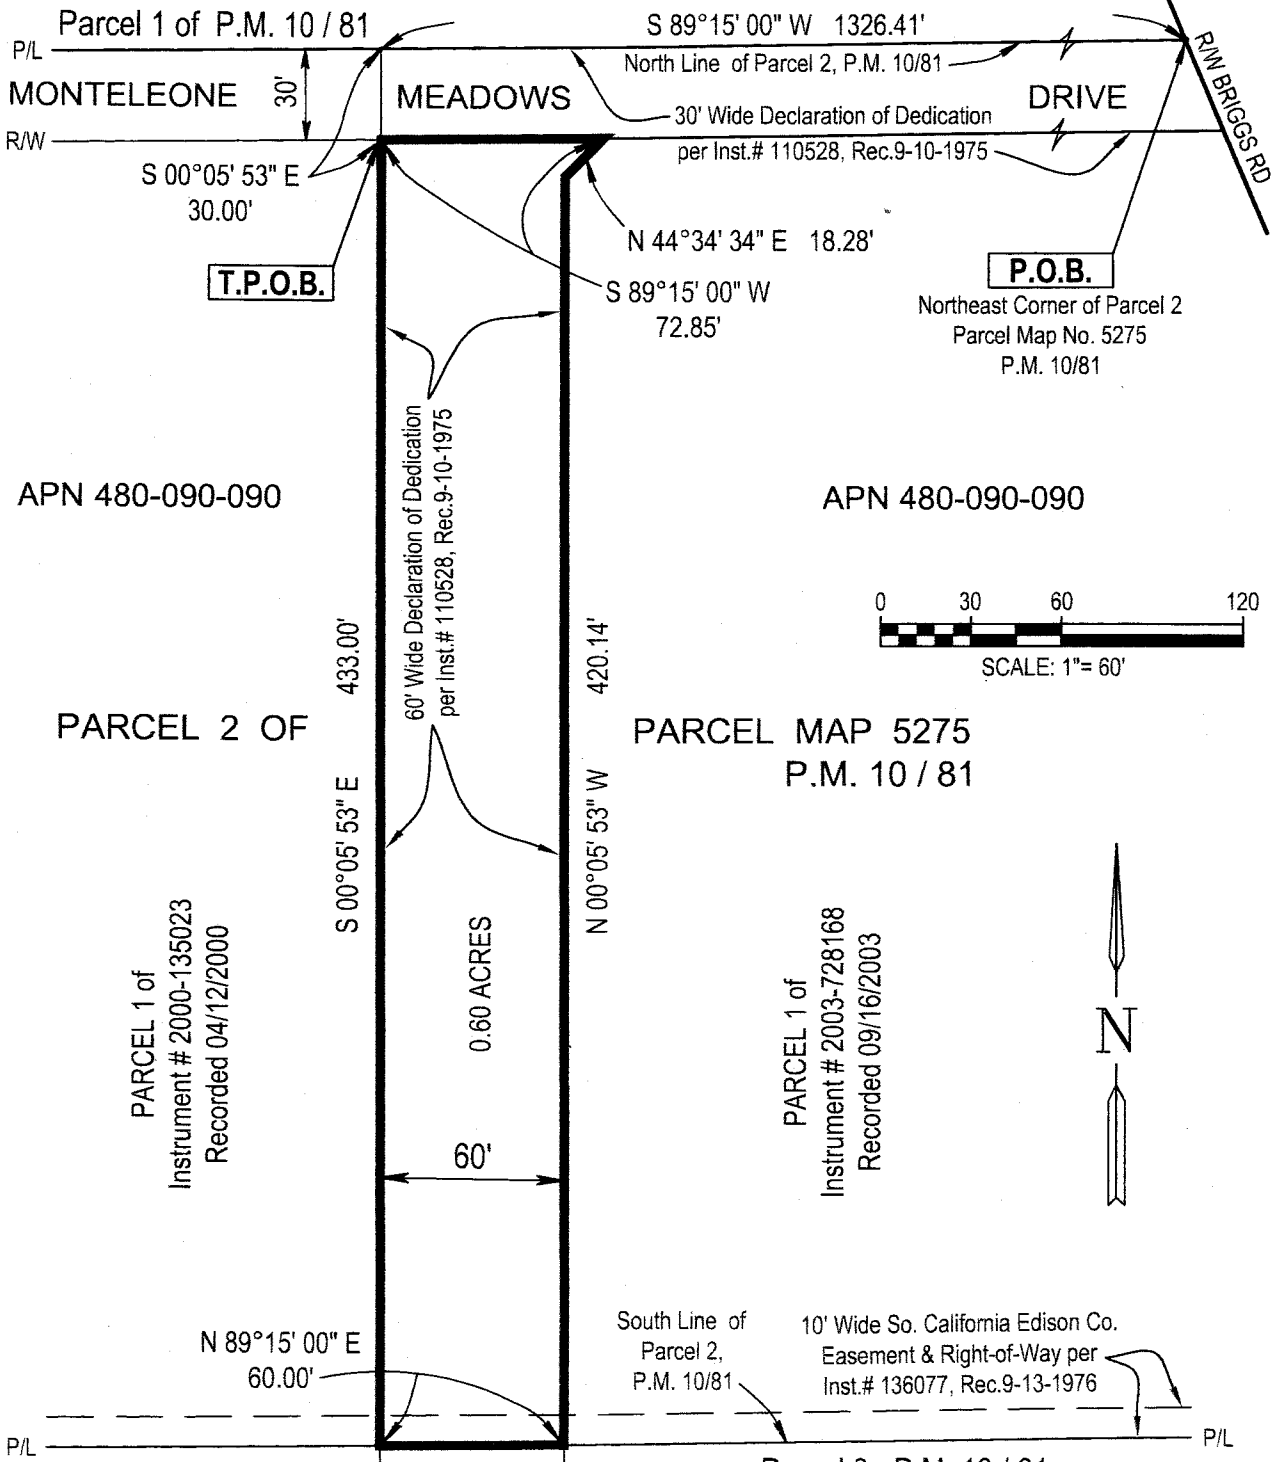 Parcel 1 of P.M. 10 / 81
S 89°15' 00" W 1326.41'
P/L
North Line of Parcel 2, P.M. 10/81
R/W BRIGGS RD
MONTELEONE
30'
MEADOWS
DRIVE
30' Wide Declaration of Dedication
per Inst.# 110528, Rec.9-10-1975
R/W
S 00°05' 53" E
30.00'
N 44°34' 34" E 18.28'
T.P.O.B.
S 89°15' 00" W
72.85'
P.O.B.
Northeast Corner of Parcel 2
Parcel Map No. 5275
P.M. 10/81
60' Wide Declaration of Dedication
per Inst.# 110528, Rec.9-10-1975
APN 480-090-090
APN 480-090-090
0 30 60 120
SCALE: 1"= 60'
433.00'
420.14'
PARCEL 2 OF
PARCEL MAP 5275
P.M. 10 / 81
S 00°05' 53" E
N 00°05' 53" W
0.60 ACRES
PARCEL 1 of
Instrument # 2000-135023
Recorded 04/12/2000
PARCEL 1 of
Instrument # 2003-728168
Recorded 09/16/2003
N
60'
N 89°15' 00" E
60.00'
South Line of
Parcel 2,
P.M. 10/81
10' Wide So. California Edison Co.
Easement & Right-of-Way per
Inst.# 136077, Rec.9-13-1976
P/L
P/L